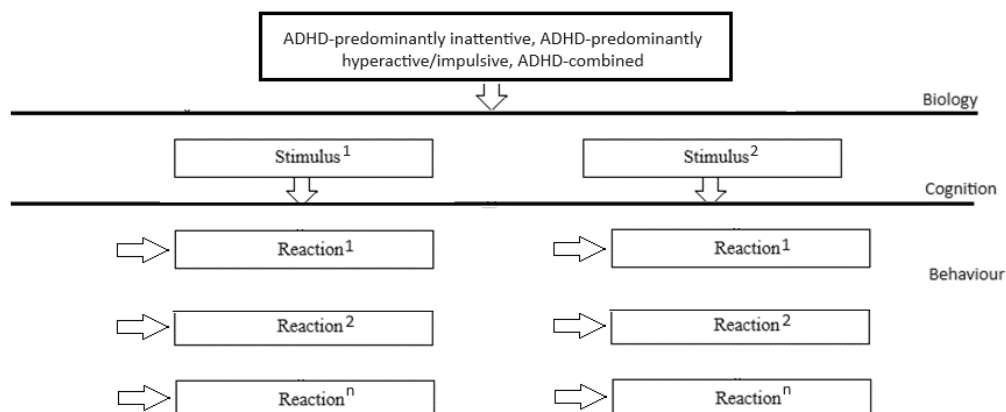 ADHD-predominantly inattentive, ADHD-predominantly
hyperactive/impulsive, ADHD-combined
Biology
Stimulus¹
Stimulus²
Cognition
Reaction¹
Reaction¹
Behaviour
Reaction²
Reaction²
Reactionⁿ
Reactionⁿ